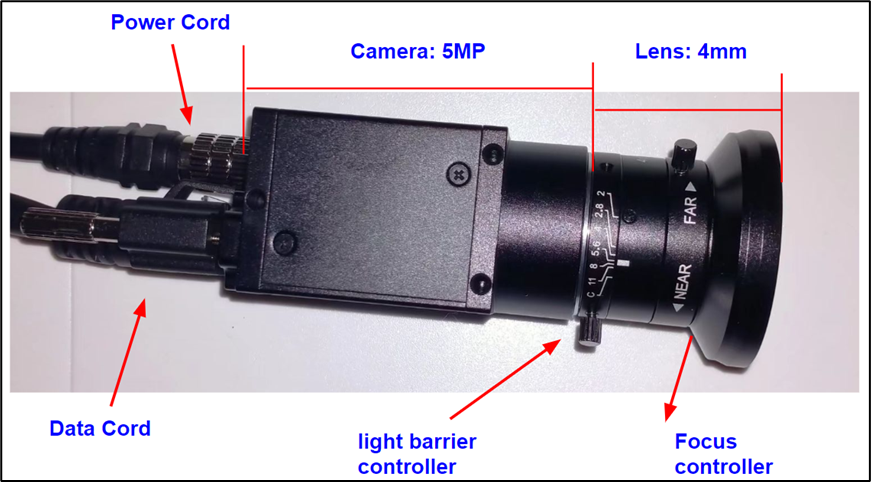 Power Cord
Camera: 5MP
Lens: 4mm
C 11 8 5.6 4 2.8 2
◄ NEAR FAR ►
Data Cord
light barrier
controller
Focus
controller